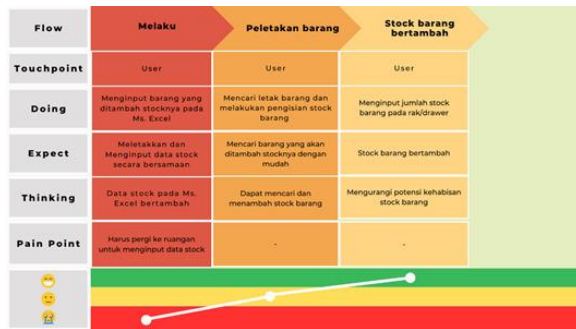 Flow
Melaku
Peletakan barang
Stock barang
bertambah
Touchpoint
User
User
User
Doing
Menginput barang yang
ditambah stocknya pada
Ms. Excel
Mencari letak barang dan
melakukan pengisian stock
barang
Menginput jumlah stock
barang pada rak/drawer
Expect
Meletakkan dan
Menginput data stock
secara bersamaan
Mencari barang yang akan
ditambah stocknya dengan
mudah
Stock barang bertambah
Thinking
Data stock pada Ms.
Excel bertambah
Dapat mencari dan
menambah stock barang
Mengurangi potensi kehabisan
stock barang
Pain Point
Harus pergi ke ruangan
untuk menginput data stock
-
-